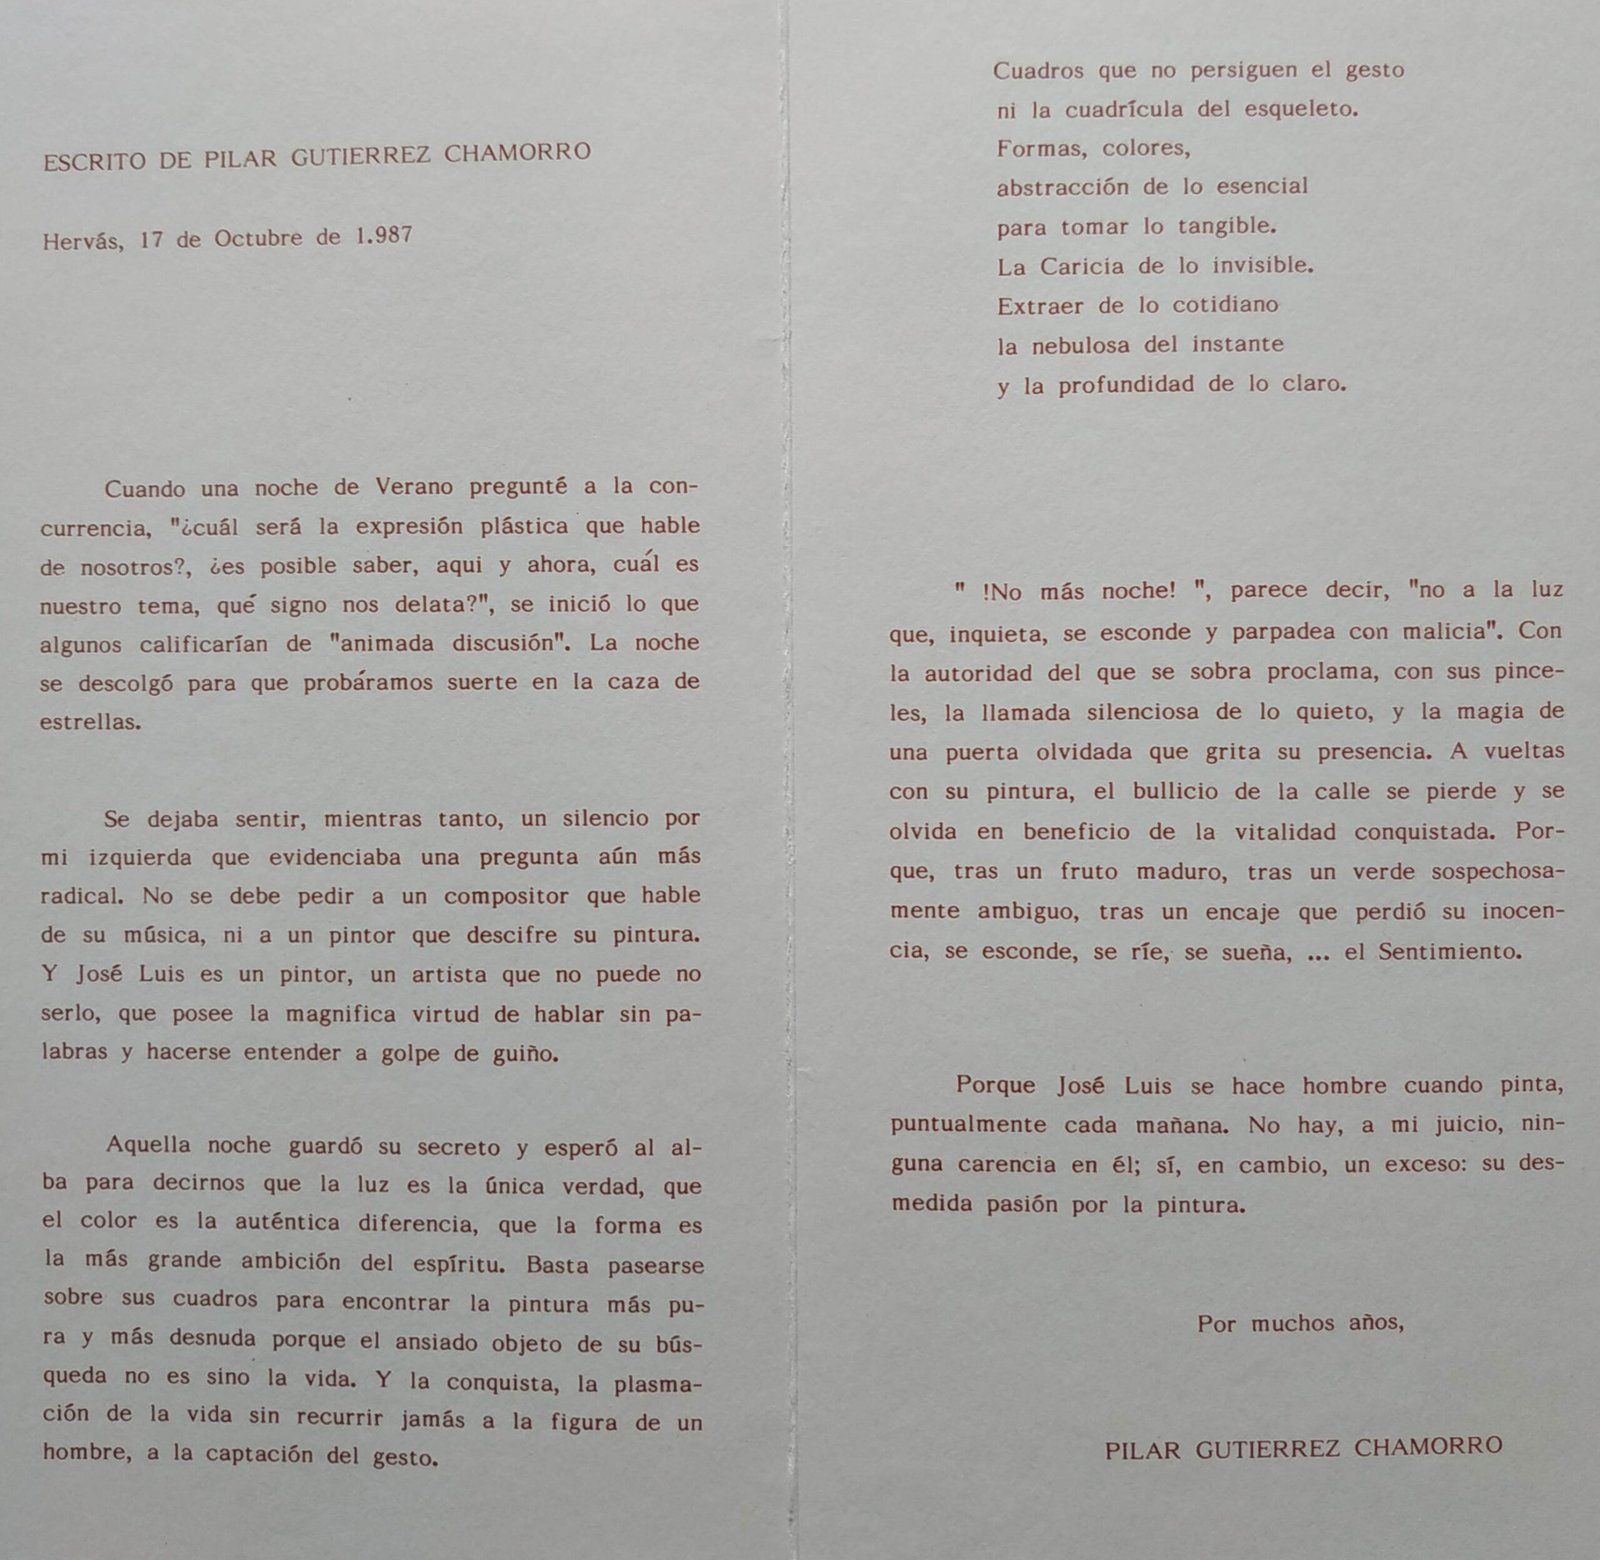 ESCRITO DE PILAR GUTIERREZ CHAMORRO
Hervás, 17 de Octubre de 1.987
Cuando una noche de Verano pregunté a la con-
currencia, "¿cuál será la expresión plástica que hable
de nosotros?, ¿es posible saber, aqui y ahora, cuál es
nuestro tema, qué signo nos delata?", se inició lo que
algunos calificarían de "animada discusión". La noche
se descolgó para que probáramos suerte en la caza de
estrellas.
Se dejaba sentir, mientras tanto, un silencio por
mi izquierda que evidenciaba una pregunta aún más
radical. No se debe pedir a un compositor que hable
de su música, ni a un pintor que descifre su pintura.
Y José Luis es un pintor, un artista que no puede no
serlo, que posee la magnifica virtud de hablar sin pa-
labras y hacerse entender a golpe de guiño.
Aquella noche guardó su secreto y esperó al al-
ba para decirnos que la luz es la única verdad, que
el color es la auténtica diferencia, que la forma es
la más grande ambición del espíritu. Basta pasearse
sobre sus cuadros para encontrar la pintura más pu-
ra y más desnuda porque el ansiado objeto de su bús-
queda no es sino la vida. Y la conquista, la plasma-
ción de la vida sin recurrir jamás a la figura de un
hombre, a la captación del gesto.
Cuadros que no persiguen el gesto
ni la cuadrícula del esqueleto.
Formas, colores,
abstracción de lo esencial
para tomar lo tangible.
La Caricia de lo invisible.
Extraer de lo cotidiano
la nebulosa del instante
y la profundidad de lo claro.
" !No más noche! ", parece decir, "no a la luz
que, inquieta, se esconde y parpadea con malicia". Con
la autoridad del que se sobra proclama, con sus pince-
les, la llamada silenciosa de lo quieto, y la magia de
una puerta olvidada que grita su presencia. A vueltas
con su pintura, el bullicio de la calle se pierde y se
olvida en beneficio de la vitalidad conquistada. Por-
que, tras un fruto maduro, tras un verde sospechosa-
mente ambiguo, tras un encaje que perdió su inocen-
cia, se esconde, se ríe, se sueña, ... el Sentimiento.
Porque José Luis se hace hombre cuando pinta,
puntualmente cada mañana. No hay, a mi juicio, nin-
guna carencia en él; sí, en cambio, un exceso: su des-
medida pasión por la pintura.
Por muchos años,
PILAR GUTIERREZ CHAMORRO